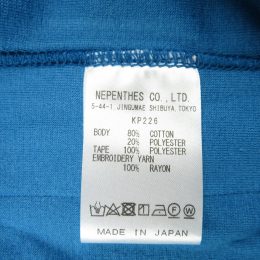 NEPENTHES CO., LTD.
5-44-1 JINGUMAE SHIBUYA, TOKYO
KP226
BODY 80% COTTON
20% POLYESTER
TAPE 100% POLYESTER
EMBROIDERY YARN
100% RAYON
MADE IN JAPAN